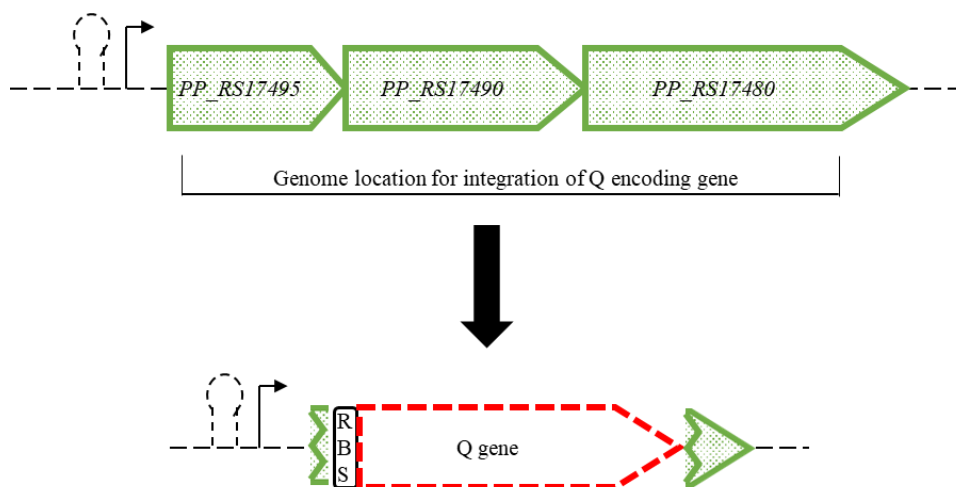 PP_RS17495 PP_RS17490 PP_RS17480
Genome location for integration of Q encoding gene
R
B
S
Q gene